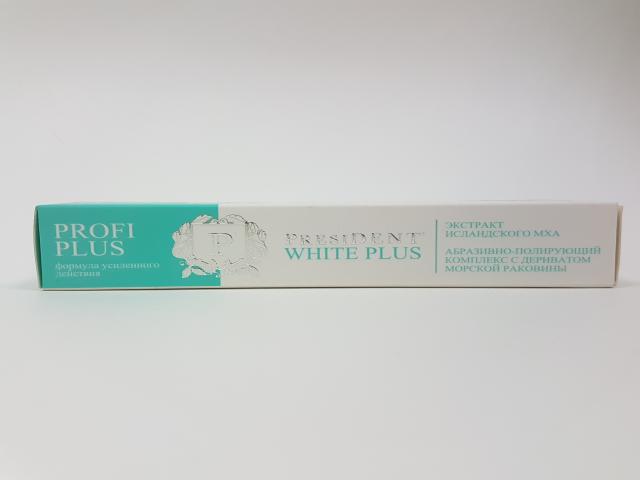 PROFI
PLUS
формула усиленного
действия
P
PRESIDENT®
WHITE PLUS
ЭКСТРАКТ
ИСЛАНДСКОГО МХА
АБРАЗИВНО-ПОЛИРУЮЩИЙ
КОМПЛЕКС С ДЕРИВАТОМ
МОРСКОЙ РАКОВИНЫ